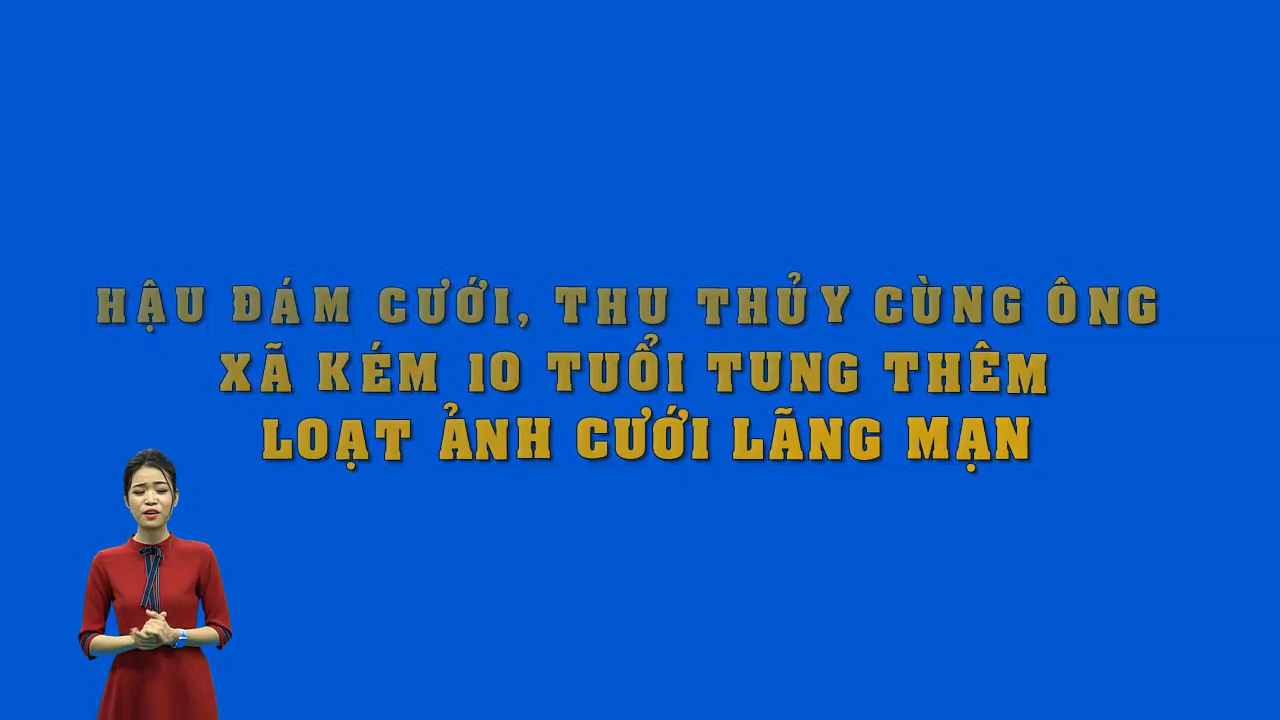 HẬU ĐÁM CƯỚI, THU THỦY CÙNG ÔNG
XÃ KÉM 10 TUỔI TUNG THÊM
LOẠT ẢNH CƯỚI LÃNG MẠN